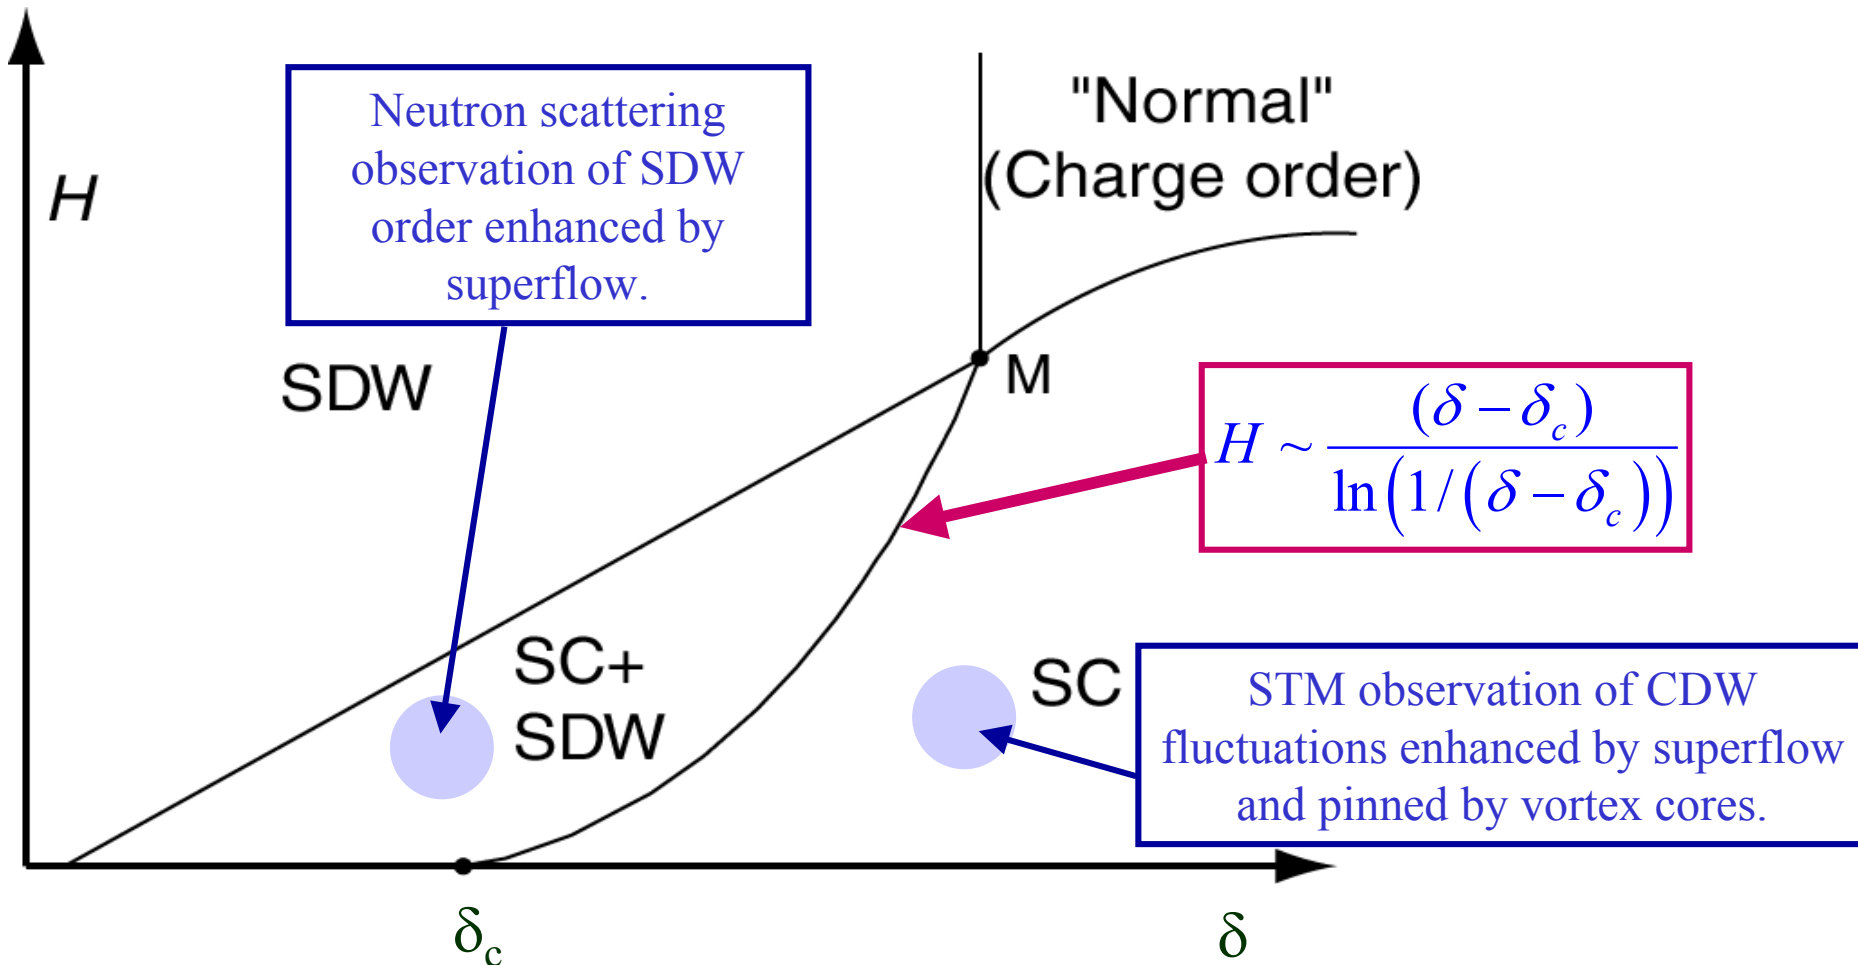 H
Neutron scattering
observation of SDW
order enhanced by
superflow.
"Normal"
(Charge order)
SDW
M
H ~ (δ – δc) / ln(1/(δ – δc))
SC+
SDW
SC
STM observation of CDW
fluctuations enhanced by superflow
and pinned by vortex cores.
δc
δ